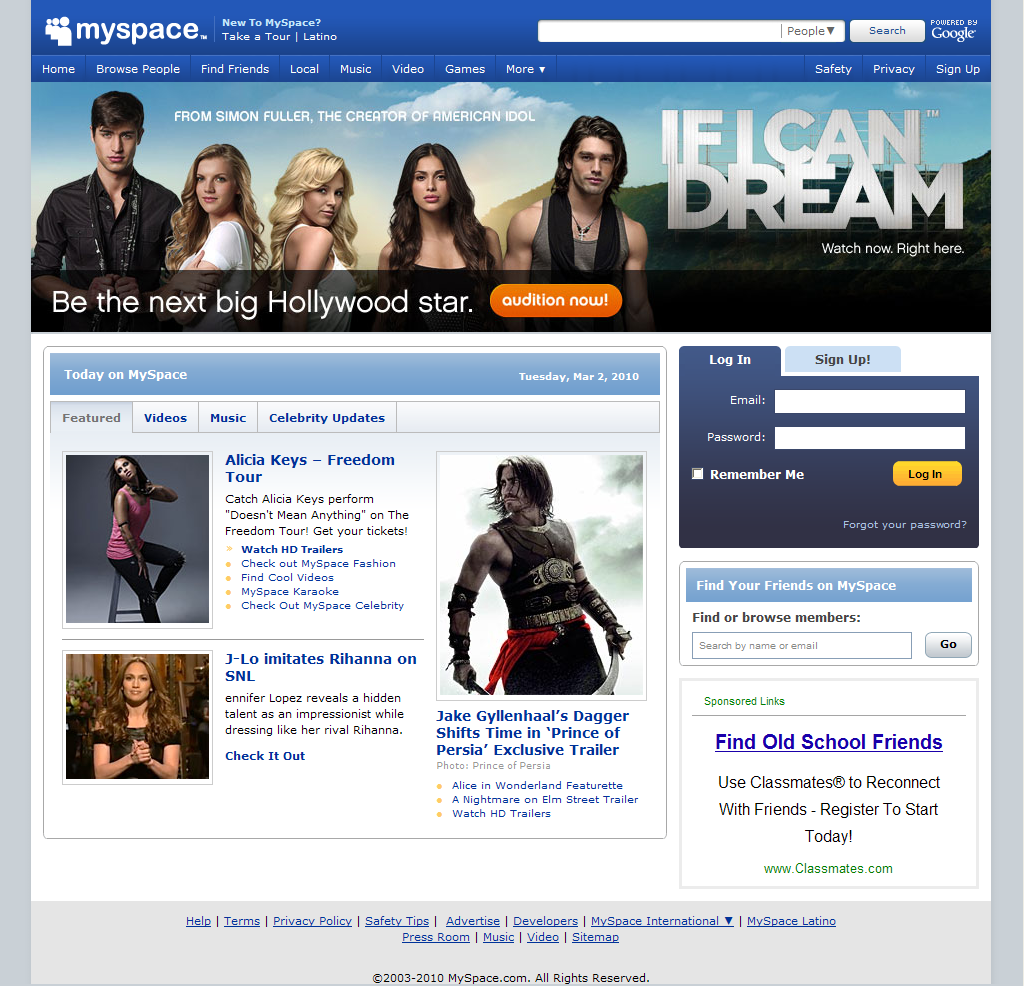 myspace™
New To MySpace?
Take a Tour | Latino
People▼
Search
POWERED BY
Google™
Home
Browse People
Find Friends
Local
Music
Video
Games
More ▼
Safety
Privacy
Sign Up
FROM SIMON FULLER, THE CREATOR OF AMERICAN IDOL
IF I CAN
DREAM
™
Watch now. Right here.
Be the next big Hollywood star.
audition now!
Today on MySpace
Tuesday, Mar 2, 2010
Featured
Videos
Music
Celebrity Updates
Alicia Keys – Freedom
Tour
Catch Alicia Keys perform
"Doesn't Mean Anything" on The
Freedom Tour! Get your tickets!
» Watch HD Trailers
Check out MySpace Fashion
Find Cool Videos
MySpace Karaoke
Check Out MySpace Celebrity
J-Lo imitates Rihanna on
SNL
ennifer Lopez reveals a hidden
talent as an impressionist while
dressing like her rival Rihanna.
Check It Out
Jake Gyllenhaal’s Dagger
Shifts Time in ‘Prince of
Persia’ Exclusive Trailer
Photo: Prince of Persia
Alice in Wonderland Featurette
A Nightmare on Elm Street Trailer
Watch HD Trailers
Log In
Sign Up!
Email:
Password:
Remember Me
Log In
Forgot your password?
Find Your Friends on MySpace
Find or browse members:
Search by name or email
Go
Sponsored Links
Find Old School Friends
Use Classmates® to Reconnect
With Friends - Register To Start
Today!
www.Classmates.com
Help | Terms | Privacy Policy | Safety Tips | Advertise | Developers | MySpace International ▼ | MySpace Latino
Press Room | Music | Video | Sitemap
©2003-2010 MySpace.com. All Rights Reserved.